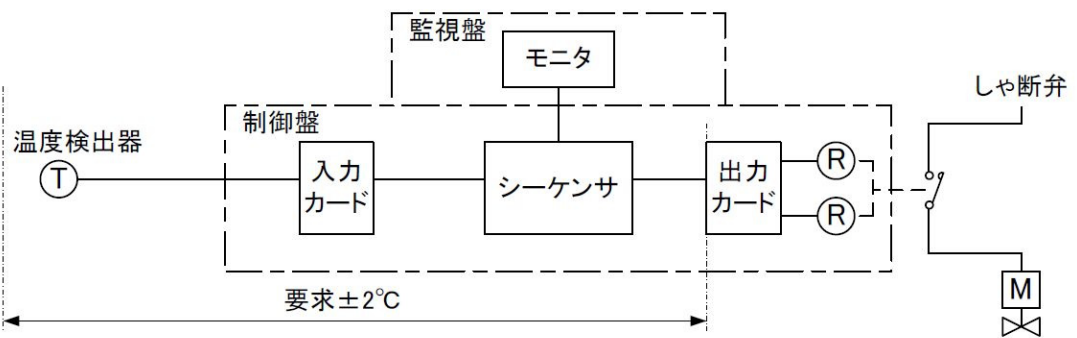 監視盤
モニタ
しゃ断弁
制御盤
温度検出器
T
入力
カード
シーケンサ
出力
カード
R
R
M
要求±2℃